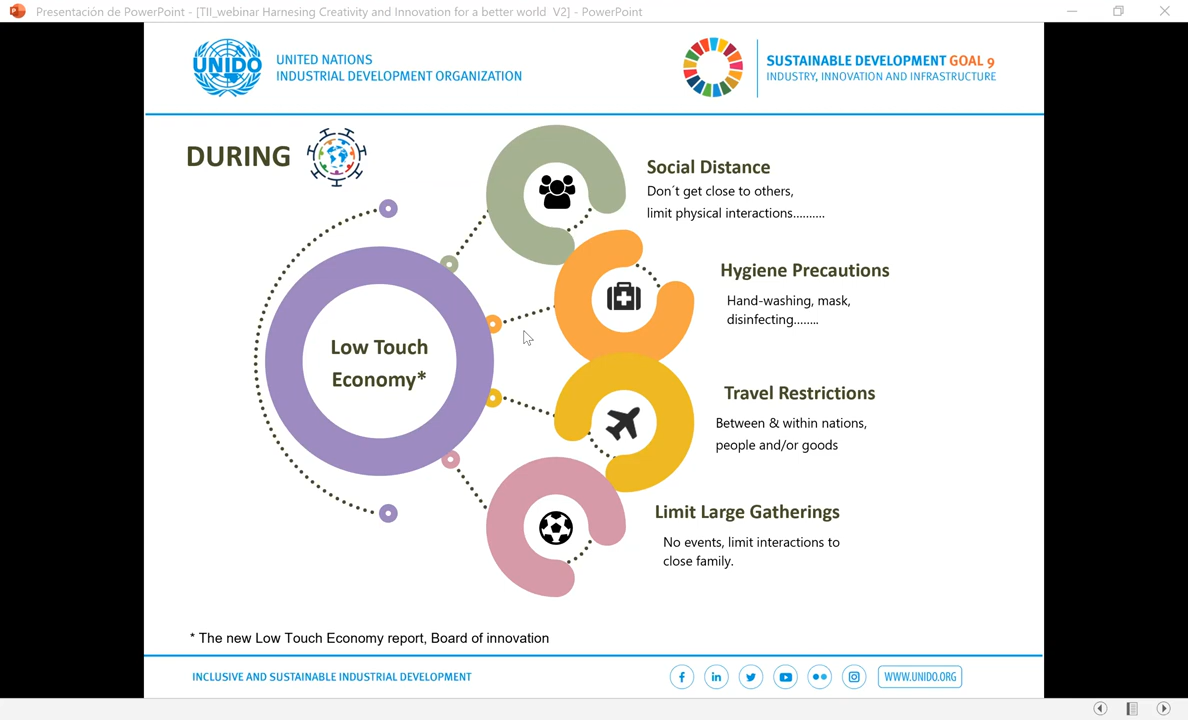 Presentación de PowerPoint - [TII_webinar Harnesing Creativity and Innovation for a better world  V2] - PowerPoint
UNIDO
UNITED NATIONS
INDUSTRIAL DEVELOPMENT ORGANIZATION
SUSTAINABLE DEVELOPMENT GOAL 9
INDUSTRY, INNOVATION AND INFRASTRUCTURE
DURING
Social Distance
Don´t get close to others,
limit physical interactions..........
Hygiene Precautions
Hand-washing, mask,
disinfecting........
Low Touch
Economy*
Travel Restrictions
Between & within nations,
people and/or goods
Limit Large Gatherings
No events, limit interactions to
close family.
* The new Low Touch Economy report, Board of innovation
INCLUSIVE AND SUSTAINABLE INDUSTRIAL DEVELOPMENT
WWW.UNIDO.ORG